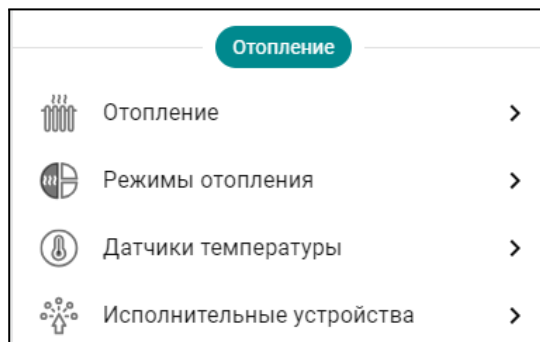 Отопление
Отопление
Режимы отопления
Датчики температуры
Исполнительные устройства